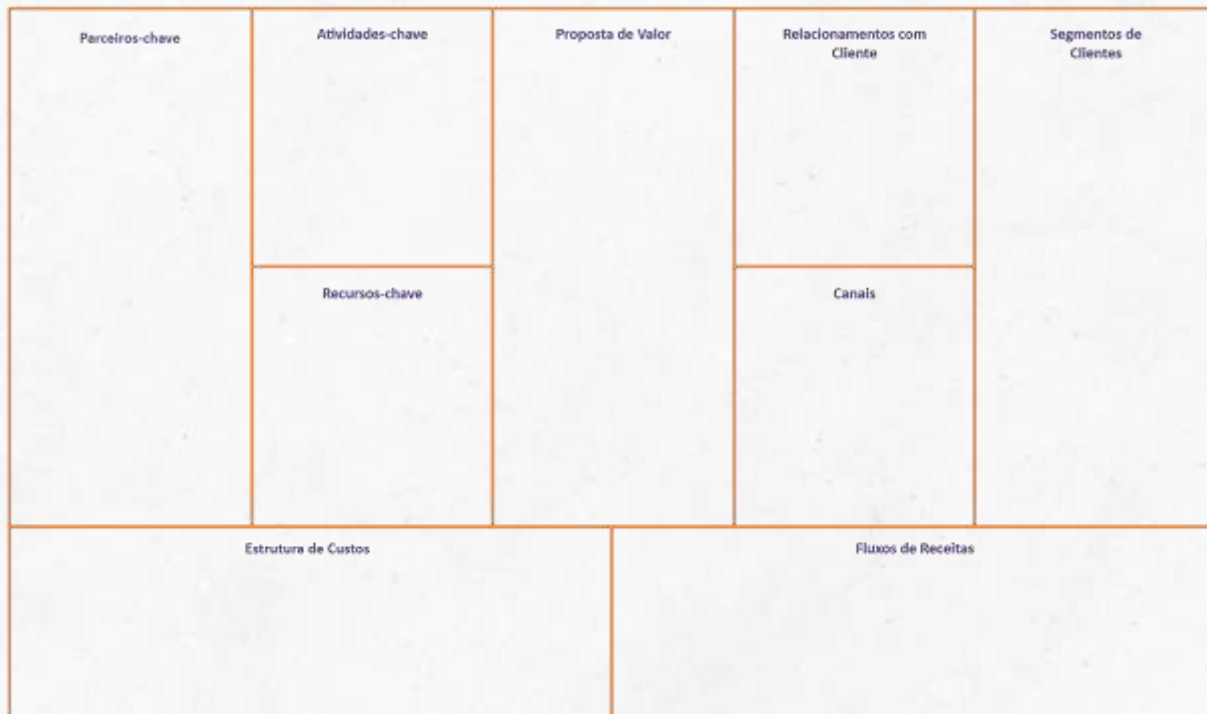 Parceiros-chave
Atividades-chave
Proposta de Valor
Relacionamentos com
Cliente
Segmentos de
Clientes
Recursos-chave
Canais
Estrutura de Custos
Fluxos de Receitas